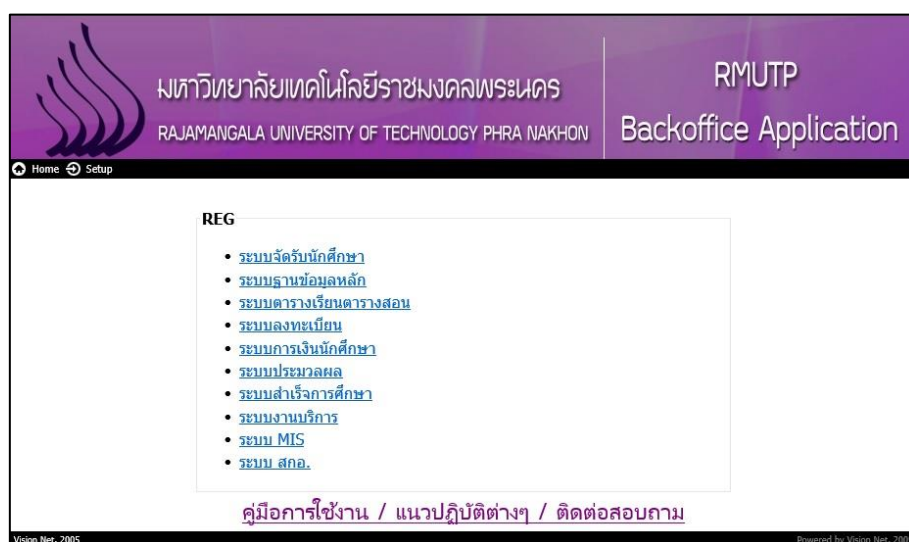 มหาวิทยาลัยเทคโนโลยีราชมงคลพระนคร
RAJAMANGALA UNIVERSITY OF TECHNOLOGY PHRA NAKHON
RMUTP
Backoffice Application
Home Setup
REG
ระบบจัดรับนักศึกษา
ระบบฐานข้อมูลหลัก
ระบบตารางเรียนตารางสอน
ระบบลงทะเบียน
ระบบการเงินนักศึกษา
ระบบประมวลผล
ระบบสำเร็จการศึกษา
ระบบงานบริการ
ระบบ MIS
ระบบ สกอ.
คู่มือการใช้งาน / แนวปฏิบัติต่างๆ / ติดต่อสอบถาม
Vision Net, 2005
Powered by Vision Net,